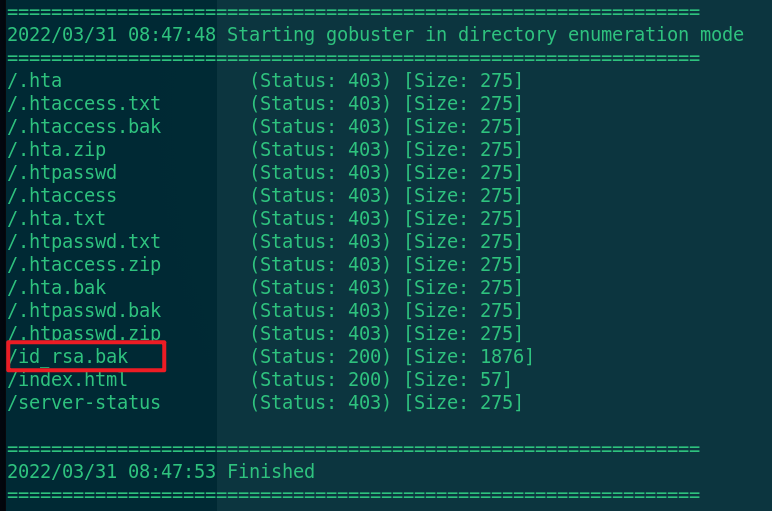 ===============================================================
2022/03/31 08:47:48 Starting gobuster in directory enumeration mode
===============================================================
/.hta                 (Status: 403) [Size: 275]
/.htaccess.txt        (Status: 403) [Size: 275]
/.htaccess.bak        (Status: 403) [Size: 275]
/.hta.zip             (Status: 403) [Size: 275]
/.htpasswd            (Status: 403) [Size: 275]
/.htaccess            (Status: 403) [Size: 275]
/.hta.txt             (Status: 403) [Size: 275]
/.htpasswd.txt        (Status: 403) [Size: 275]
/.htaccess.zip        (Status: 403) [Size: 275]
/.hta.bak             (Status: 403) [Size: 275]
/.htpasswd.bak        (Status: 403) [Size: 275]
/.htpasswd.zip        (Status: 403) [Size: 275]
/id_rsa.bak           (Status: 200) [Size: 1876]
/index.html           (Status: 200) [Size: 57]
/server-status        (Status: 403) [Size: 275]
===============================================================
2022/03/31 08:47:53 Finished
===============================================================